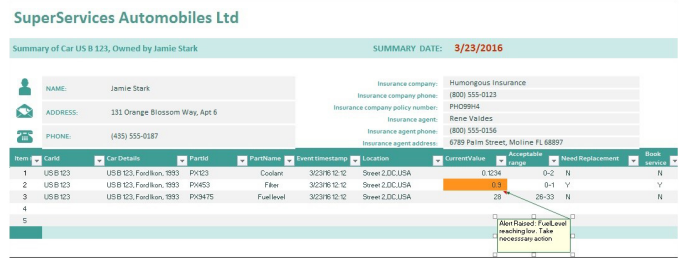 SuperServices Automobiles Ltd
Summary of Car US B 123, Owned by Jamie Stark SUMMARY DATE: 3/23/2016
NAME: Jamie Stark
ADDRESS: 131 Orange Blossom Way, Apt 6
PHONE: (435) 555-0187
Insurance company: Humongous Insurance
Insurance company phone: (800) 555-0123
Insurance company policy number: PHO99H4
Insurance agent: Rene Valdes
Insurance agent phone: (800) 555-0156
Insurance agent address: 6789 Palm Street, Moline FL 68897
Item CarId Car Details PartId PartName Event timestamp Location CurrentValue Acceptable range Need Replacement Book service
1 US B 123 US B 123, Ford Ikon, 1993 PX123 Coolant 3/23/16 12:12 Street 2,DC,USA 0.1234 0-2 N N
2 US B 123 US B 123, Ford Ikon, 1993 PX453 Filter 3/23/16 12:12 Street 2,DC,USA 0.9 0-1 Y Y
3 US B 123 US B 123, Ford Ikon, 1993 PX9475 Fuel level 3/23/16 12:12 Street 2,DC,USA 28 26-33 N N
4
5
Alert Raised: FuelLevel
reaching low. Take
necesssary action